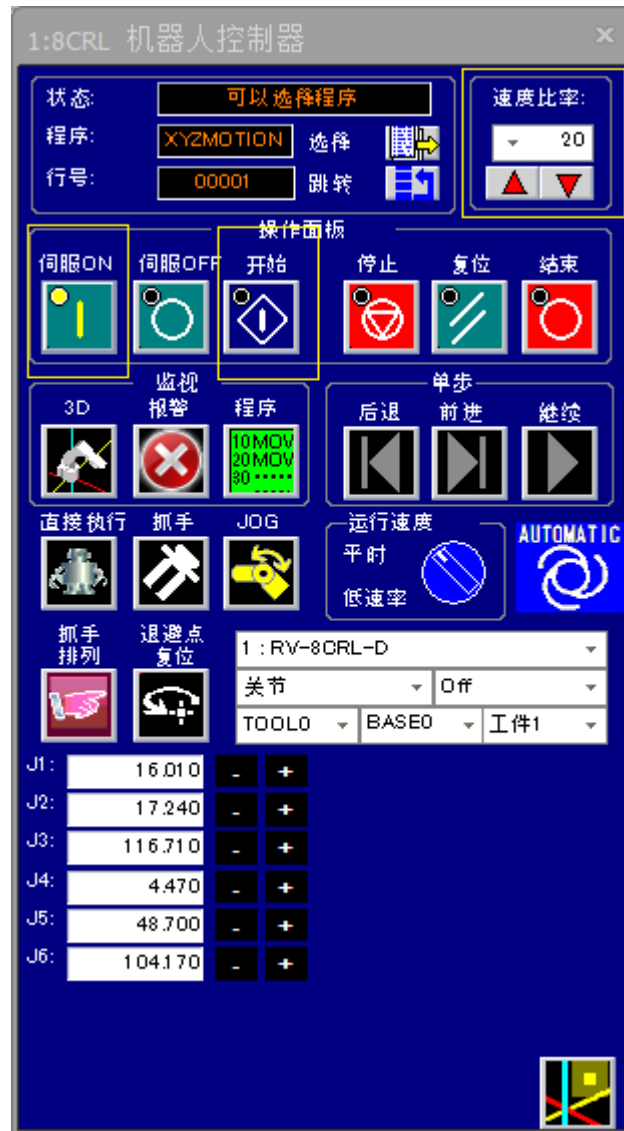 1:8CRL 机器人控制器
状态: 可以选择程序
速度比率:
程序: XYZMOTION 选择
20
行号: 00001 跳转
操作面板
伺服ON 伺服OFF 开始 停止 复位 结束
监视 单步
3D 报警 程序 后退 前进 继续
10MOV
20MOV
30 ·····
·····
直接执行 抓手 JOG 运行速度
AUTOMATIC
平时
低速率
抓手排列 退避点复位
1 : RV-8CRL-D
关节 Off
TOOL0 BASE0 工件1
J1: 16.010 - +
J2: 17.240 - +
J3: 116.710 - +
J4: 4.470 - +
J5: 48.700 - +
J6: 104.170 - +